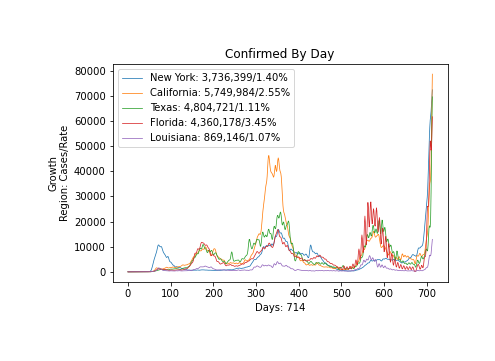 Confirmed By Day
80000
70000
60000
50000
40000
30000
20000
10000
0
Growth
Region: Cases/Rate
New York: 3,736,399/1.40%
California: 5,749,984/2.55%
Texas: 4,804,721/1.11%
Florida: 4,360,178/3.45%
Louisiana: 869,146/1.07%
0 100 200 300 400 500 600 700
Days: 714